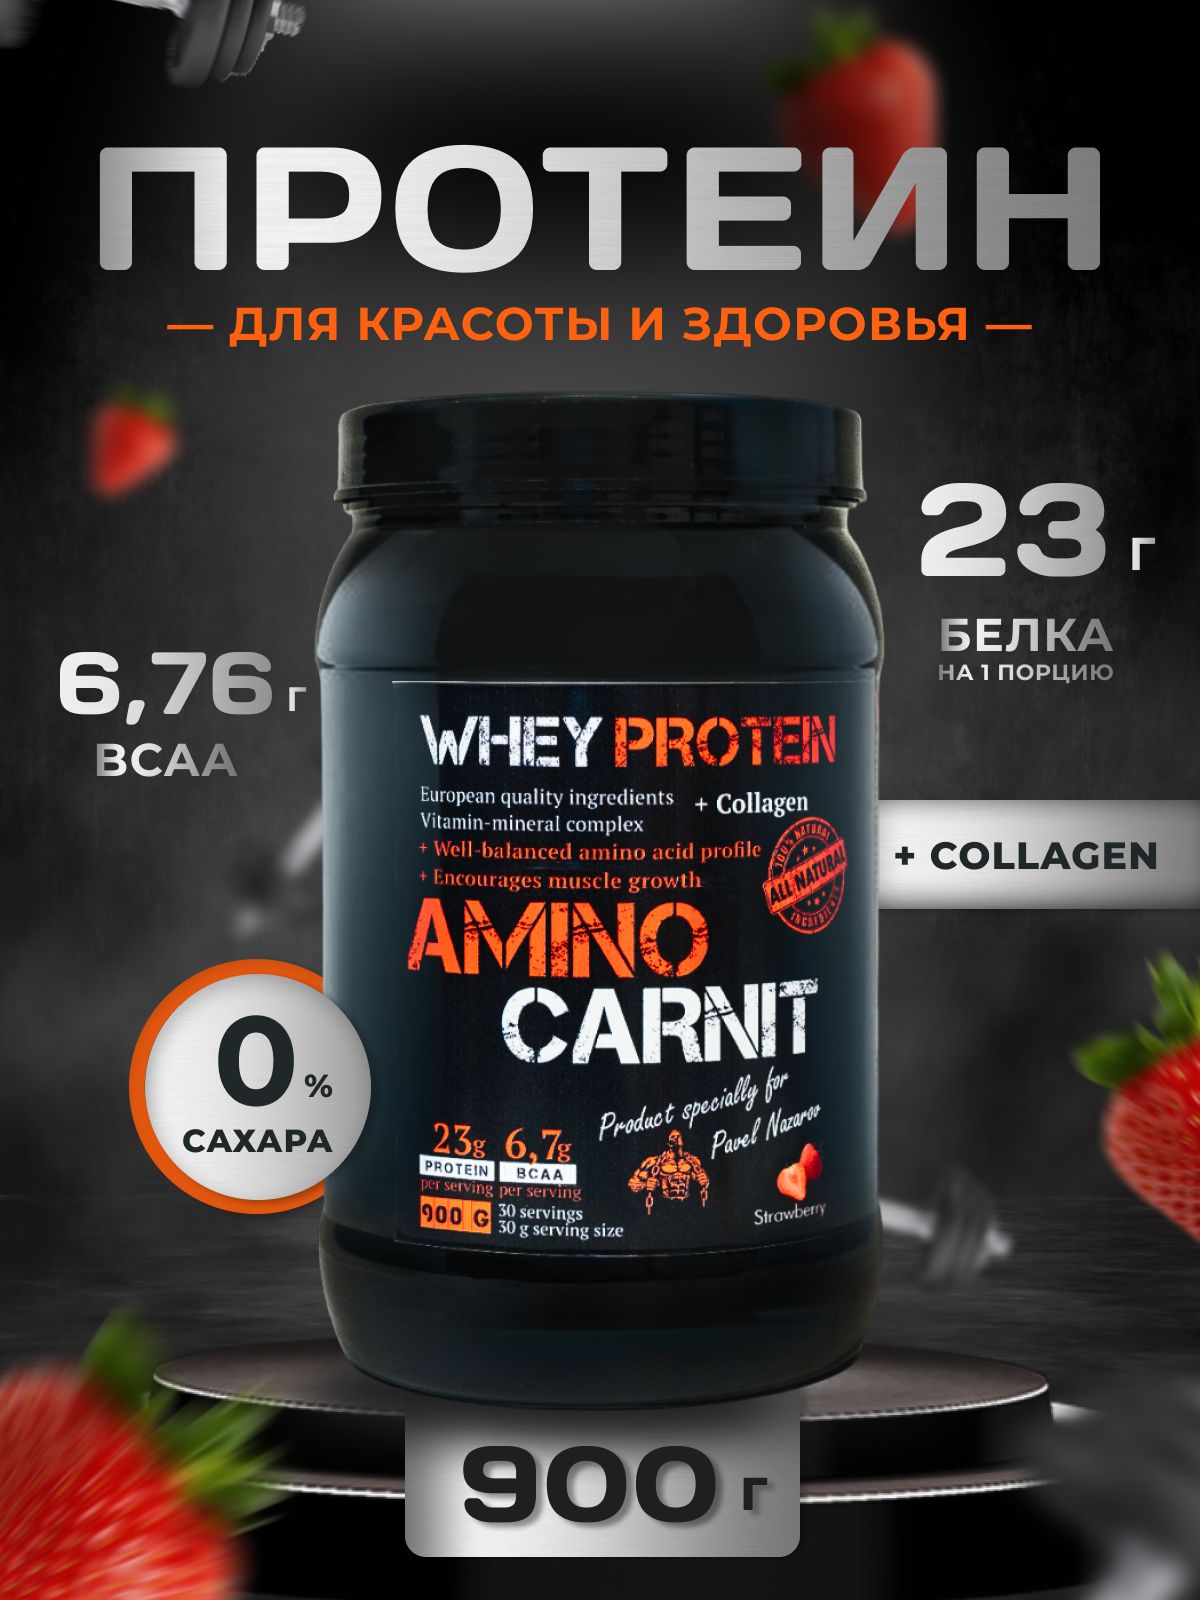 ПРОТЕИН
— ДЛЯ КРАСОТЫ И ЗДОРОВЬЯ —
23 г
БЕЛКА
НА 1 ПОРЦИЮ
6,76 г
BCAA
WHEY PROTEIN
European quality ingredients + Collagen
Vitamin-mineral complex
+ Well-balanced amino acid profile
+ Encourages muscle growth
100% NATURAL
ALL NATURAL
INGREDIENTS
+ COLLAGEN
AMINO
CARNIT
0 %
САХАРА
Product specially for
Pavel Nazarov
23g 6,7g
PROTEIN BCAA
per serving per serving
900 G
30 servings
30 g serving size
Strawberry
900 г